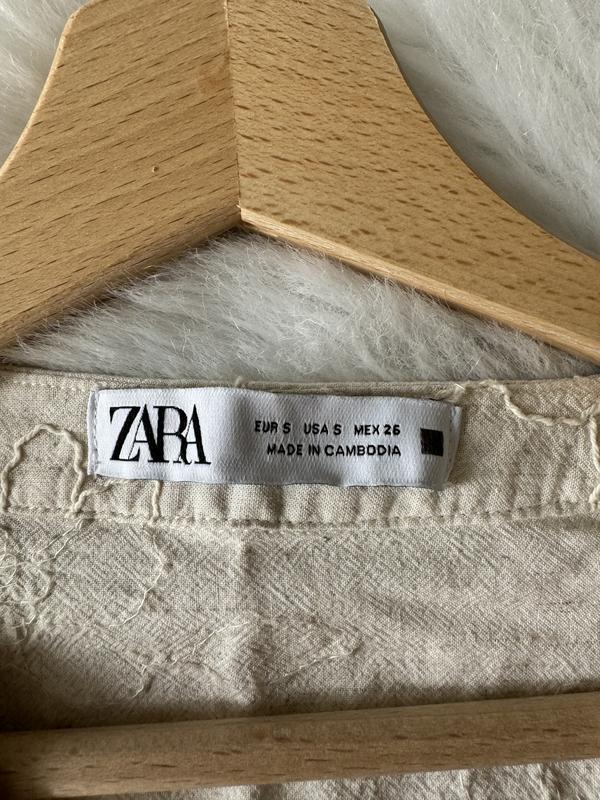 ZARA
EUR S USA S MEX 26
MADE IN CAMBODIA